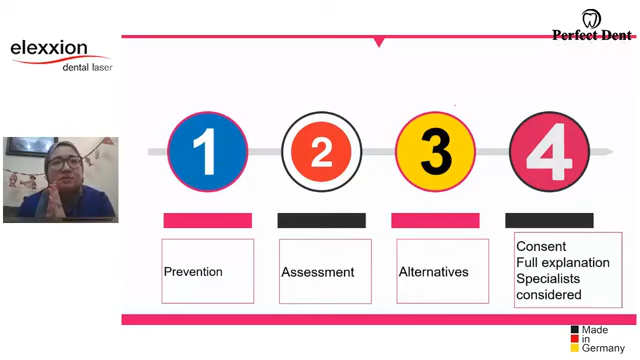 elexxion
dental laser
Perfect Dent
1
2
3
4
Prevention
Assessment
Alternatives
Consent
Full explanation
Specialists
considered
Made
in
Germany